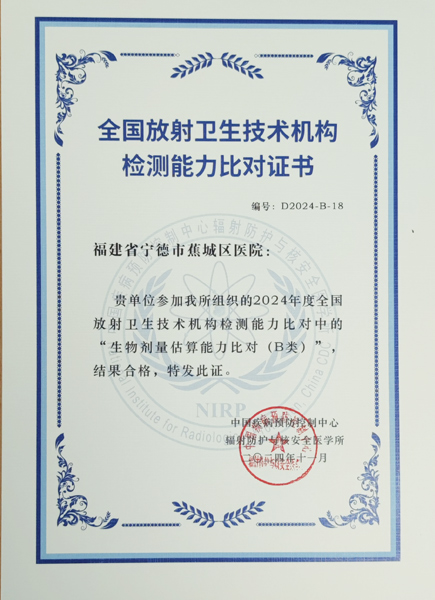 全国放射卫生技术机构
检测能力比对证书
编号：D2024-B-18
福建省宁德市蕉城区医院：
贵单位参加我所组织的2024年度全国
放射卫生技术机构检测能力比对中的
“生物剂量估算能力比对（B类）”，
结果合格，特发此证。
NIRP
中国疾病预防控制中心
辐射防护与核安全医学所
二〇二四年十一月